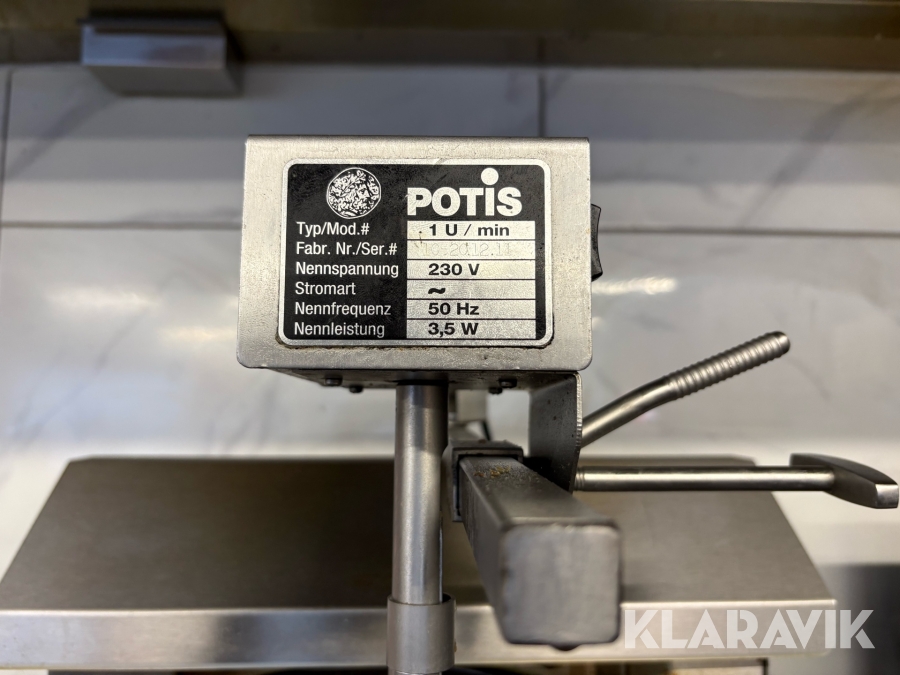 POTIS
Typ/Mod.# 1 U / min
Fabr. Nr./Ser.#
Nennspannung 230 V
Stromart ~
Nennfrequenz 50 Hz
Nennleistung 3,5 W
KLARAVIK